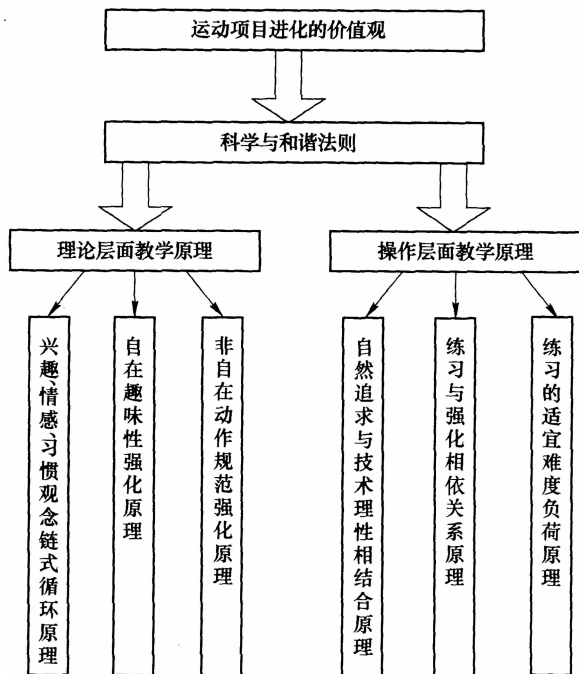 运动项目进化的价值观
科学与和谐法则
理论层面教学原理
操作层面教学原理
兴趣、情感、习惯观念链式循环原理
自在趣味性强化原理
非自在动作规范强化原理
自然追求与技术理性相结合原理
练习与强化相依关系原理
练习的适宜难度负荷原理